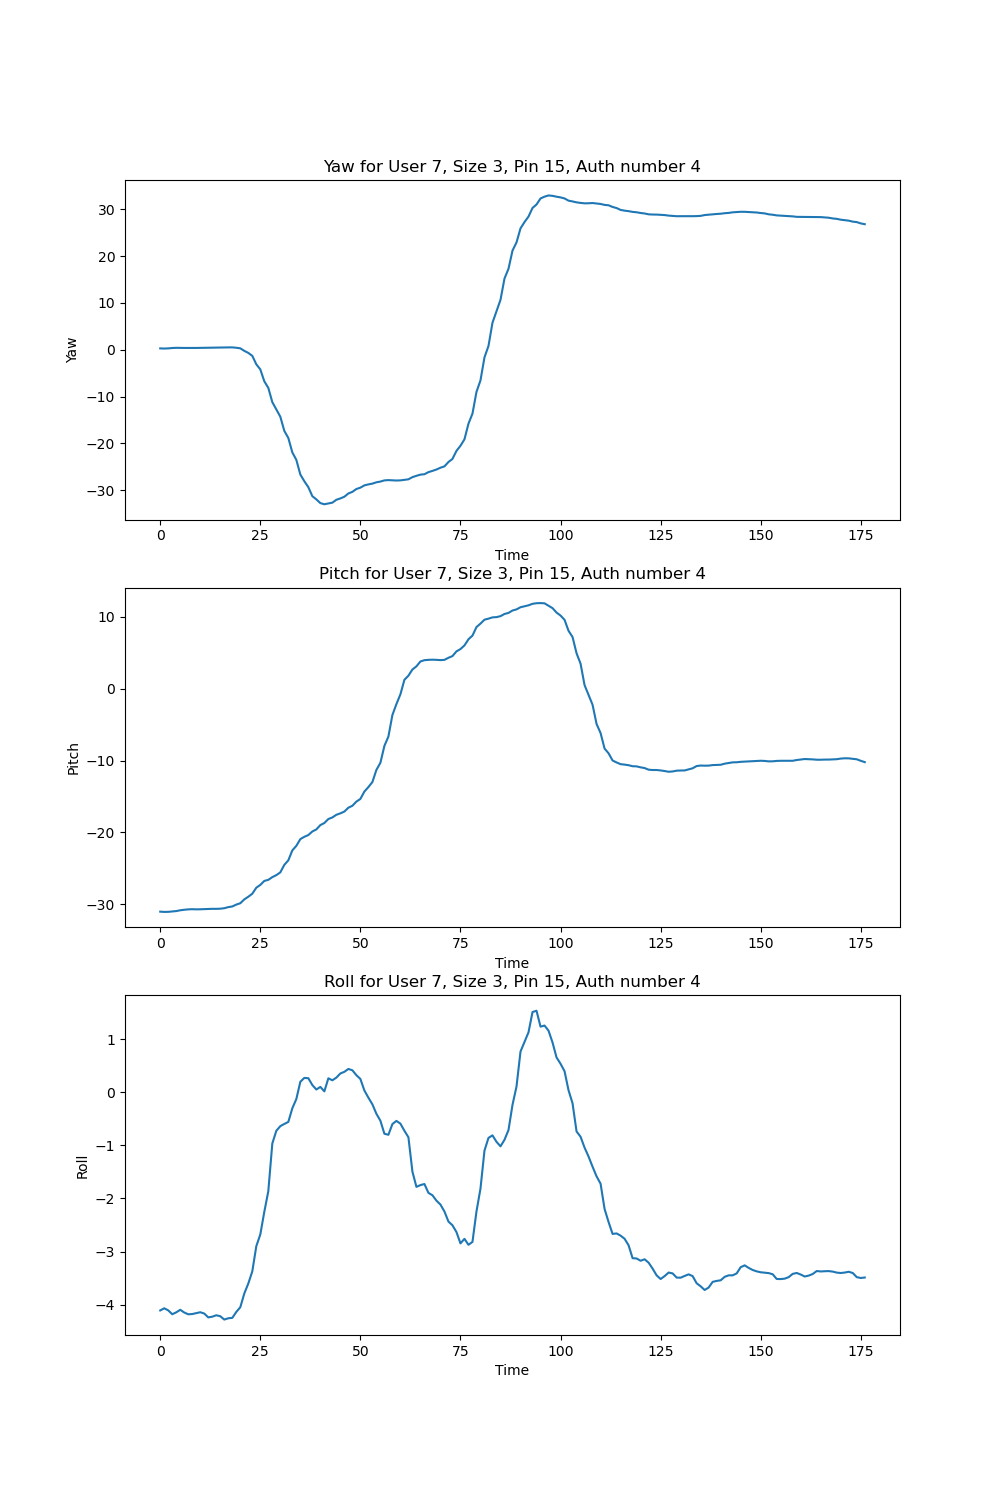 Yaw for User 7, Size 3, Pin 15, Auth number 4
30
20
10
0
−10
−20
−30
Yaw
0 25 50 75 100 125 150 175
Time
Pitch for User 7, Size 3, Pin 15, Auth number 4
10
0
−10
−20
−30
Pitch
0 25 50 75 100 125 150 175
Time
Roll for User 7, Size 3, Pin 15, Auth number 4
1
0
−1
−2
−3
−4
Roll
0 25 50 75 100 125 150 175
Time